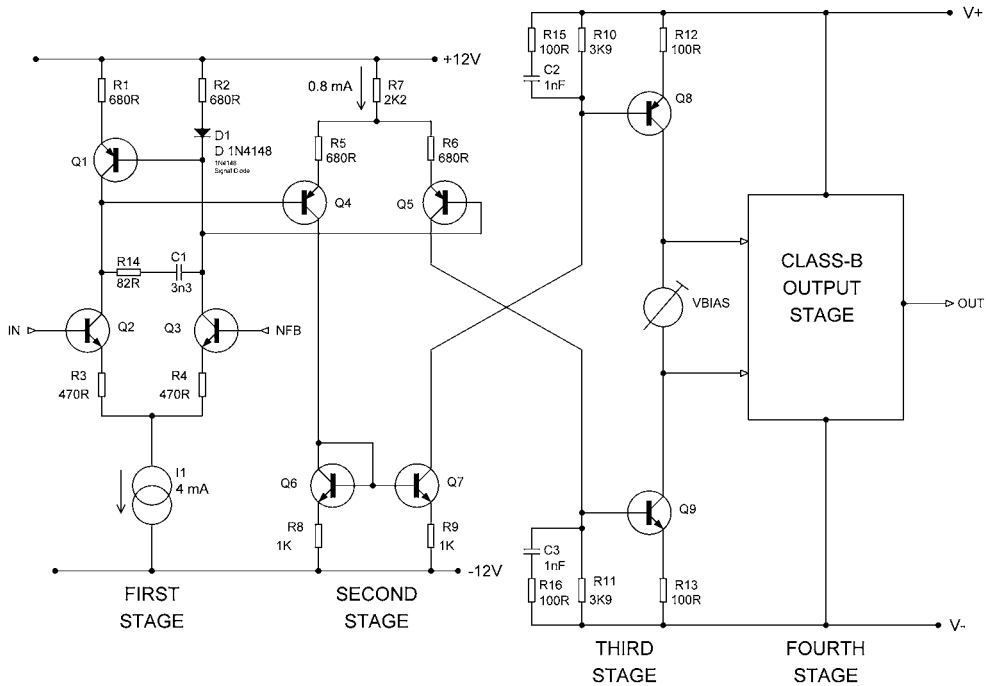 V+
R15
100R
R10
3K9
R12
100R
C2
1nF
Q8
+12V
R1
680R
R2
680R
0.8 mA
R7
2K2
D1
D 1N4148
1N4148
Signal Diode
Q1
R5
680R
R6
680R
Q4
Q5
R14
82R
C1
3n3
IN
Q2
Q3
NFB
R3
470R
R4
470R
I1
4 mA
Q6
Q7
R8
1K
R9
1K
-12V
FIRST
STAGE
SECOND
STAGE
VBIAS
CLASS-B
OUTPUT
STAGE
OUT
Q9
C3
1nF
R16
100R
R11
3K9
R13
100R
V-
THIRD
STAGE
FOURTH
STAGE